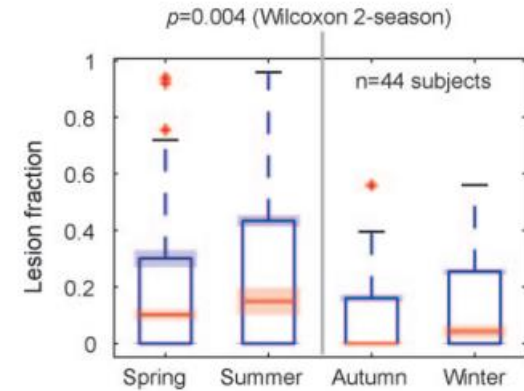 p=0.004 (Wilcoxon 2-season)
n=44 subjects
Lesion fraction
1
0.8
0.6
0.4
0.2
0
Spring Summer Autumn Winter